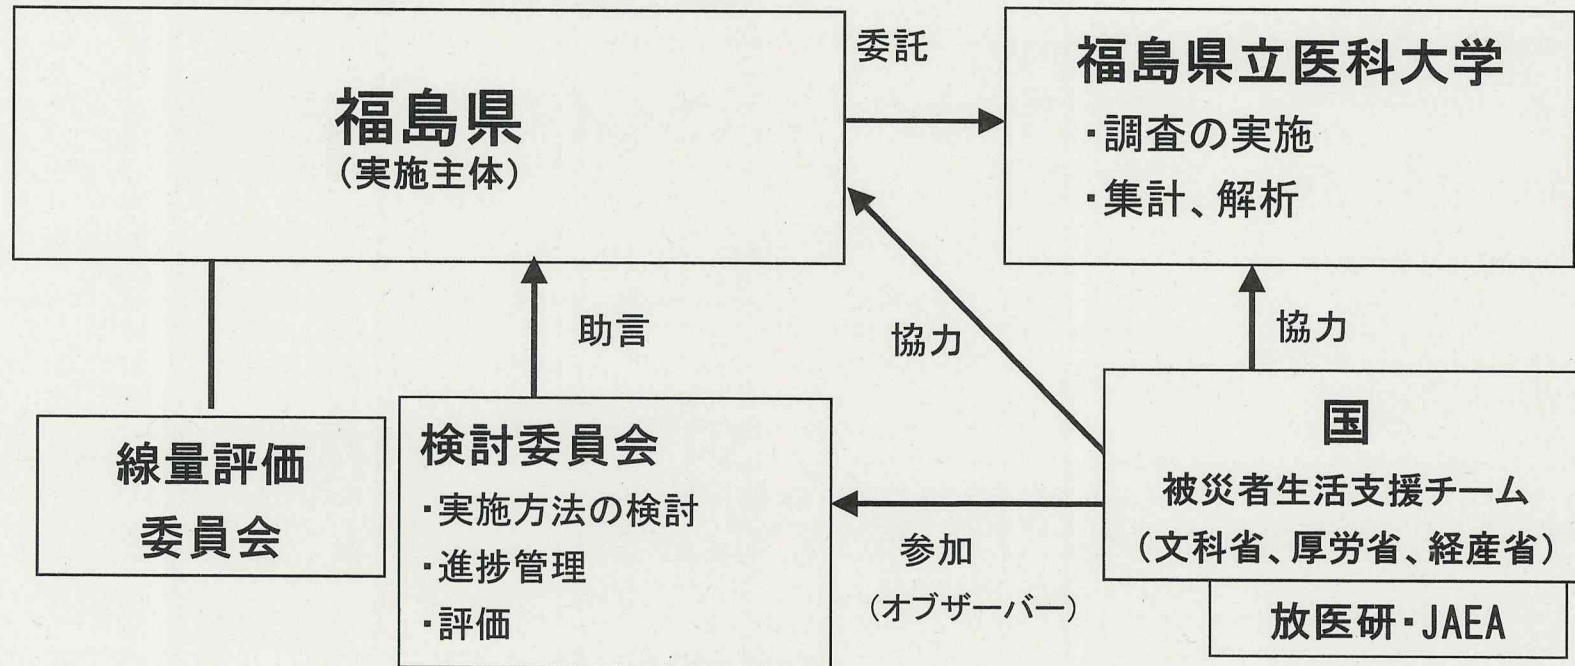 福島県
（実施主体）
委託
福島県立医科大学
・調査の実施
・集計、解析
助言
協力
協力
線量評価
委員会
検討委員会
・実施方法の検討
・進捗管理
・評価
参加
（オブザーバー）
国
被災者生活支援チーム
（文科省、厚労省、経産省）
放医研・JAEA